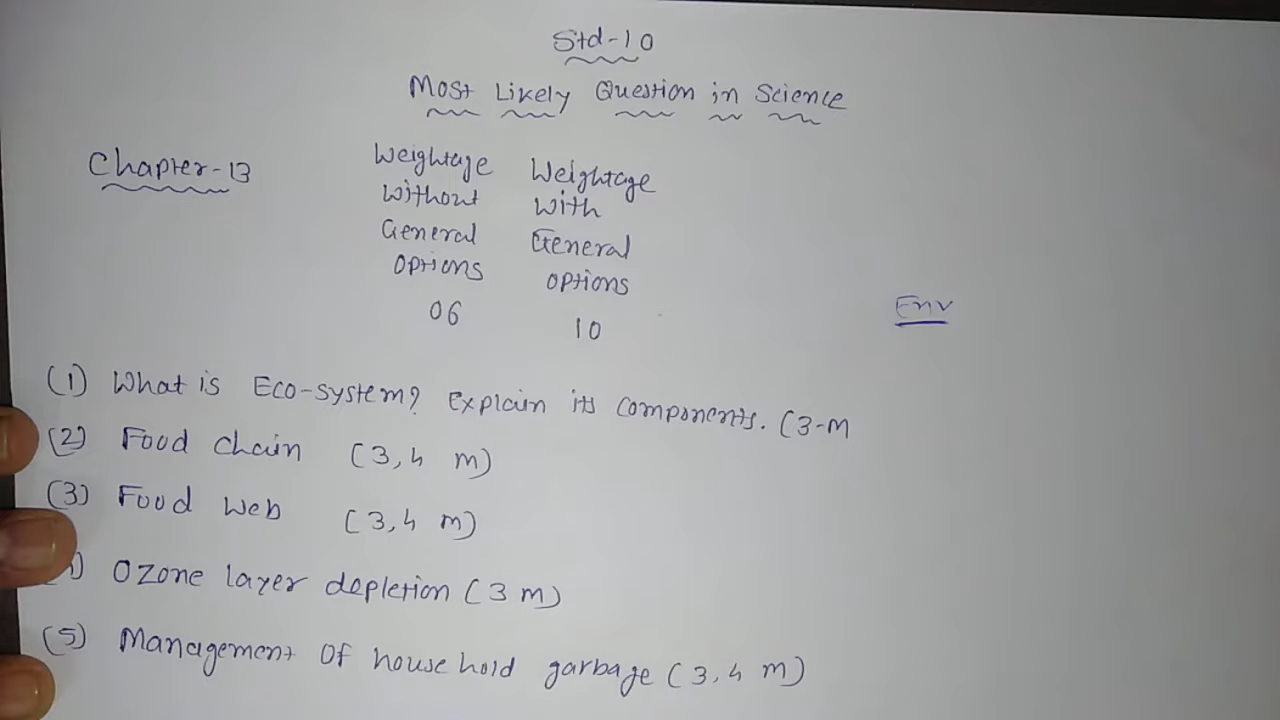 Std-10
Most Likely Question in Science
Chapter-13
Weightage
without
General
options
06
Weightage
with
General
options
10
Env
(1) What is Eco-system? Explain its components. (3-M
(2) Food chain (3,4 m)
(3) Food web (3,4 m)
) Ozone layer depletion (3 m)
(5) Management of house hold garbage (3,4 m)